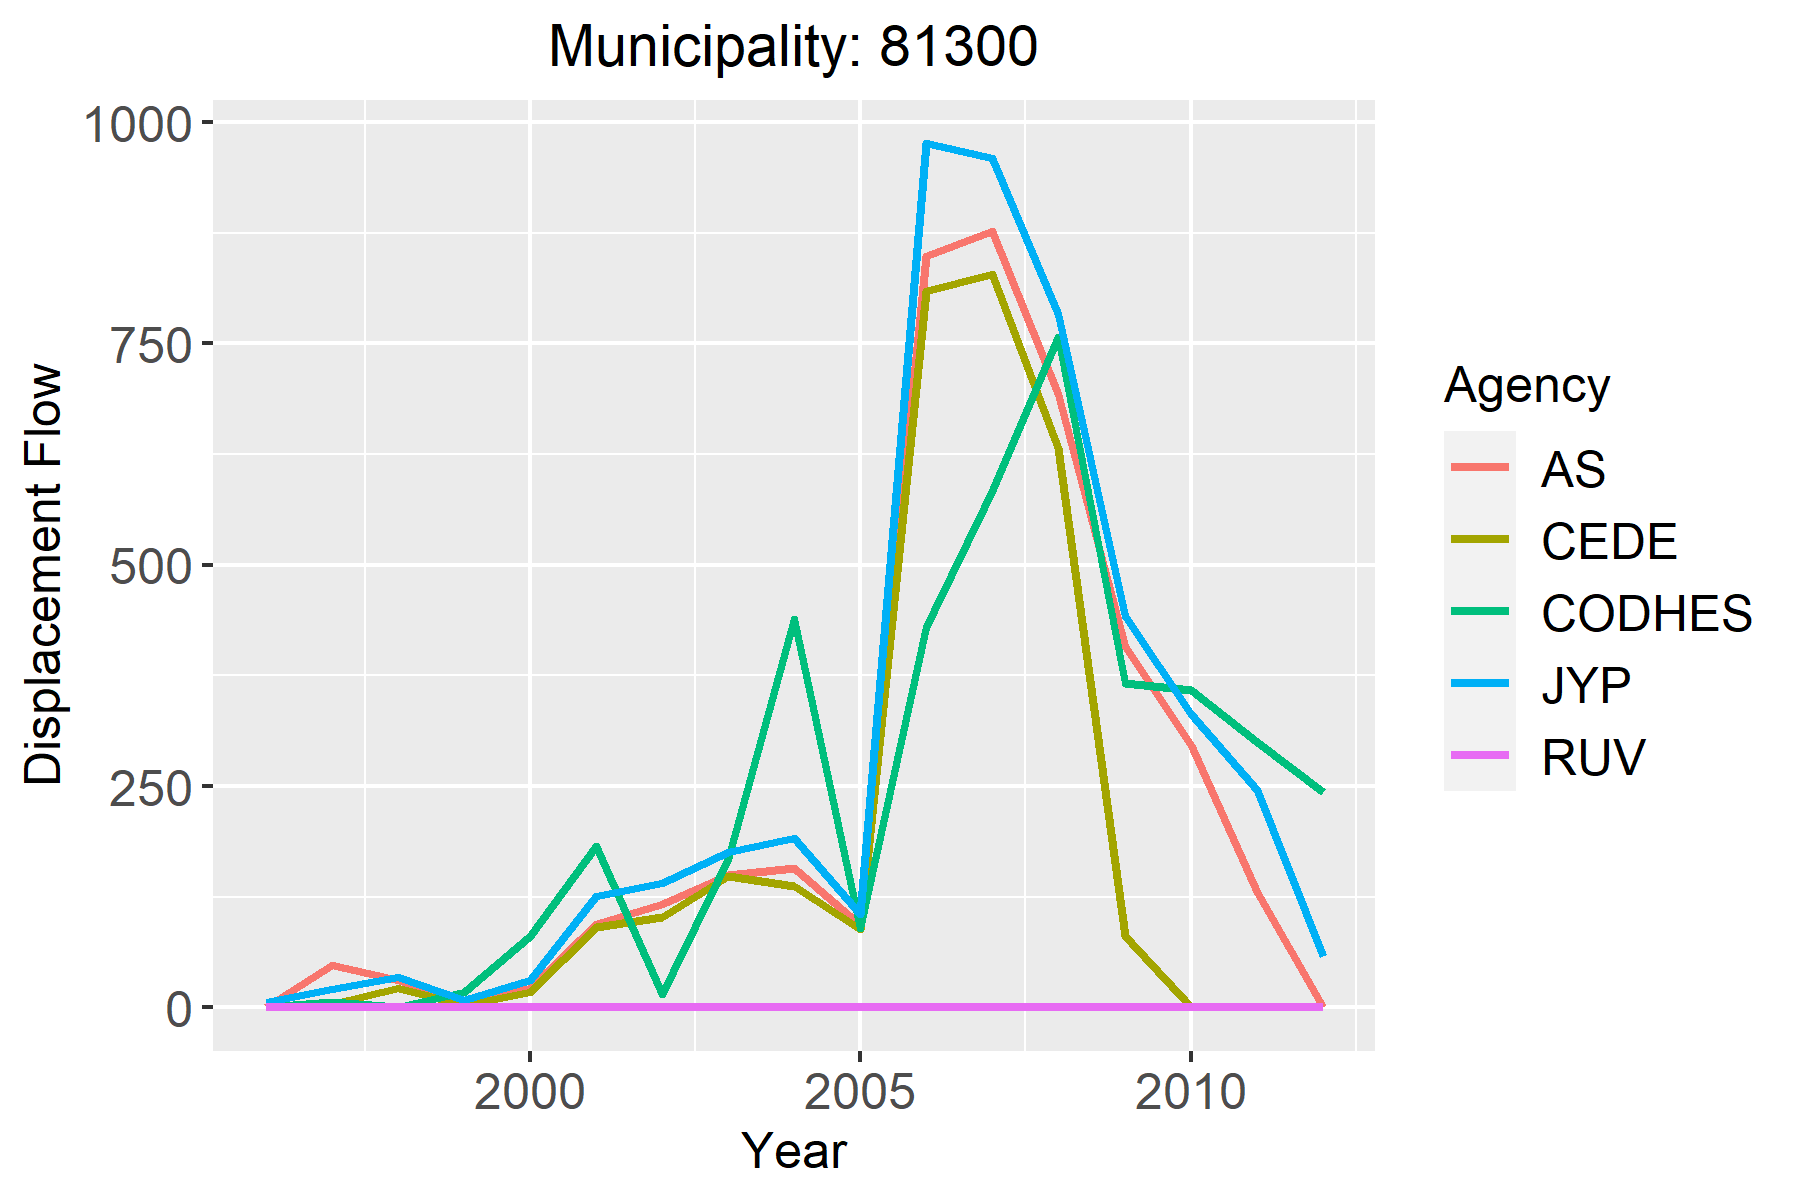 Municipality: 81300
1000
750
500
250
0
Displacement Flow
2000 2005 2010
Year
Agency
AS
CEDE
CODHES
JYP
RUV